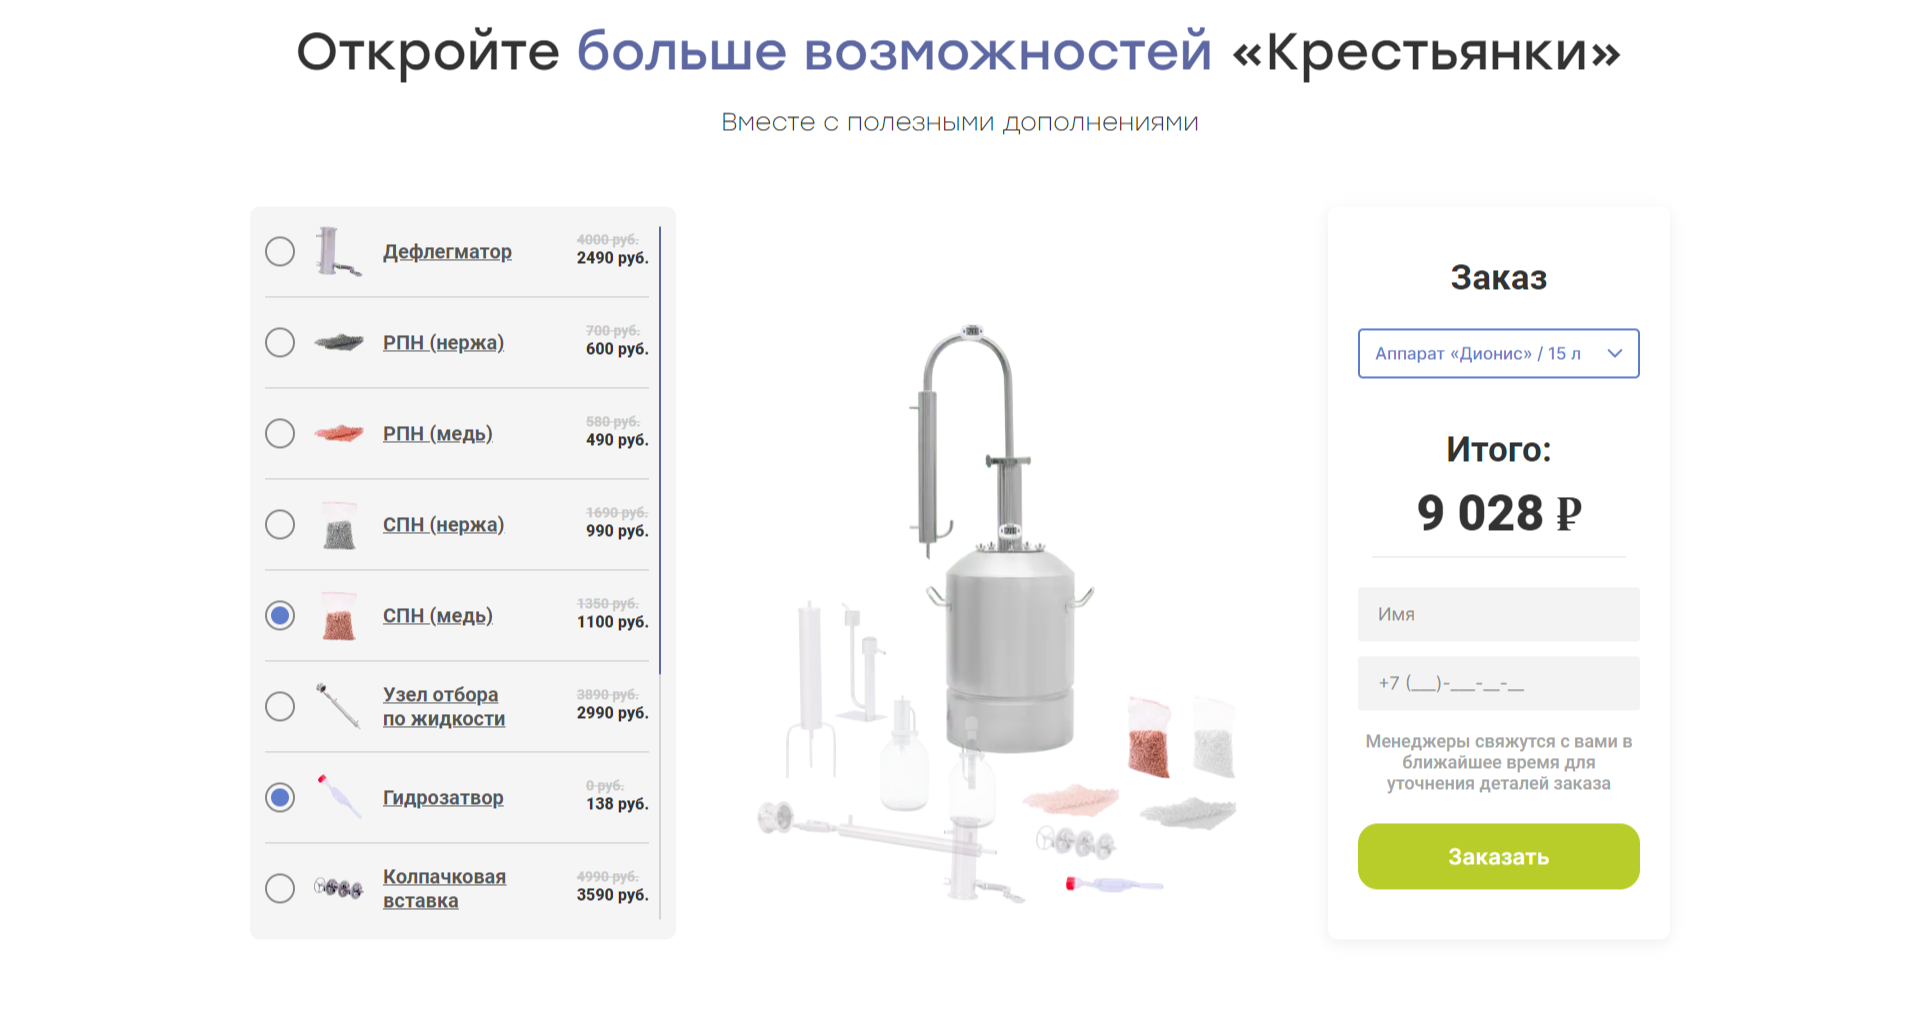 Откройте больше возможностей «Крестьянки»
Вместе с полезными дополнениями
Дефлегматор
4000 руб.
2490 руб.
РПН (нержа)
700 руб.
600 руб.
РПН (медь)
580 руб.
490 руб.
СПН (нержа)
1690 руб.
990 руб.
СПН (медь)
1350 руб.
1100 руб.
Узел отбора
по жидкости
3890 руб.
2990 руб.
Гидрозатвор
0 руб.
138 руб.
Колпачковая
вставка
4990 руб.
3590 руб.
Заказ
Аппарат «Дионис» / 15 л
Итого:
9 028 ₽
Имя
+7 (___)-___-__-__
Менеджеры свяжутся с вами в
ближайшее время для
уточнения деталей заказа
Заказать